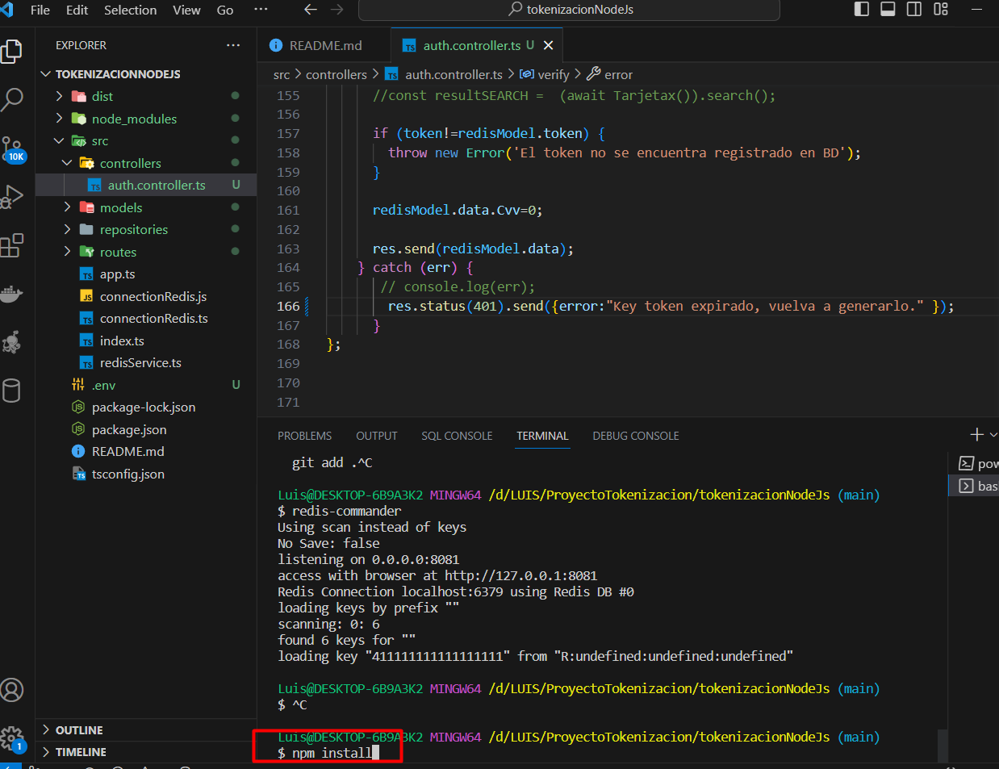 File Edit Selection View Go ··· tokenizacionNodeJs
EXPLORER ···
TOKENIZACIONNODEJS
dist
node_modules
src
controllers
auth.controller.ts U
models
repositories
routes
app.ts
connectionRedis.js
connectionRedis.ts
index.ts
redisService.ts
.env U
package-lock.json
package.json
README.md
tsconfig.json
OUTLINE
TIMELINE
10K
1
README.md
auth.controller.ts U
src > controllers > auth.controller.ts > verify > error
155 //const resultSEARCH =  (await Tarjetax()).search();
156
157 if (token!=redisModel.token) {
158 throw new Error('El token no se encuentra registrado en BD');
159 }
160
161 redisModel.data.Cvv=0;
162
163 res.send(redisModel.data);
164 } catch (err) {
165 // console.log(err);
166 res.status(401).send({error:"Key token expirado, vuelva a generarlo." });
167 }
168 };
169
170
171
PROBLEMS OUTPUT SQL CONSOLE TERMINAL DEBUG CONSOLE
git add .^C
Luis@DESKTOP-6B9A3K2 MINGW64 /d/LUIS/ProyectoTokenizacion/tokenizacionNodeJs (main)
$ redis-commander
Using scan instead of keys
No Save: false
listening on 0.0.0.0:8081
access with browser at http://127.0.0.1:8081
Redis Connection localhost:6379 using Redis DB #0
loading keys by prefix ""
scanning: 0: 6
found 6 keys for ""
loading key "411111111111111111" from "R:undefined:undefined:undefined"
Luis@DESKTOP-6B9A3K2 MINGW64 /d/LUIS/ProyectoTokenizacion/tokenizacionNodeJs (main)
$ ^C
Luis@DESKTOP-6B9A3K2 MINGW64 /d/LUIS/ProyectoTokenizacion/tokenizacionNodeJs (main)
$ npm install
pow
bas